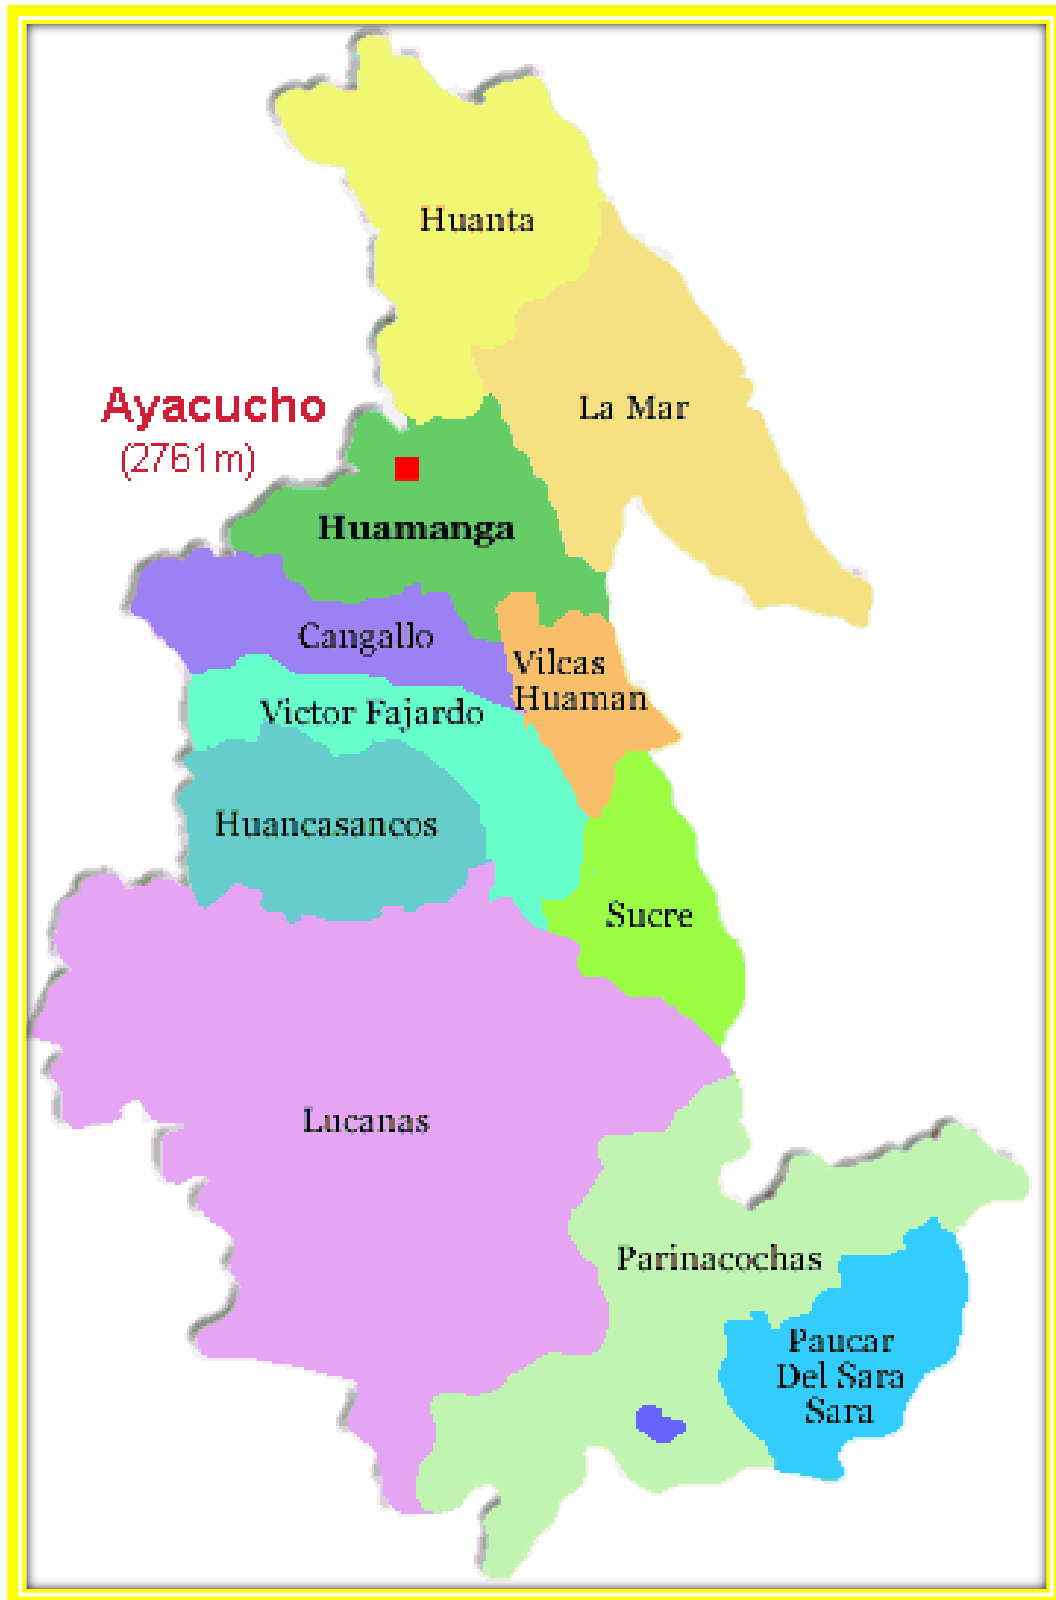 Huanta
La Mar
Ayacucho
(2761m)
Huamanga
Cangallo
Vilcas
Huaman
Victor Fajardo
Huancasancos
Sucre
Lucanas
Parinacochas
Paucar
Del Sara
Sara